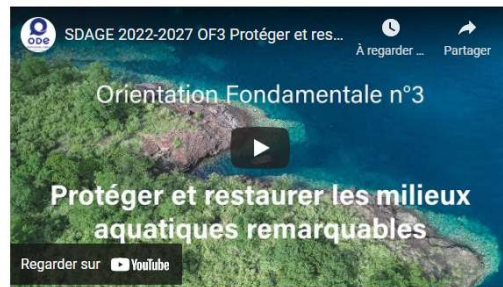 ODE
SDAGE 2022-2027 OF3 Protéger et res...
À regarder ...
Partager
Orientation Fondamentale n°3
Protéger et restaurer les milieux
aquatiques remarquables
Regarder sur YouTube